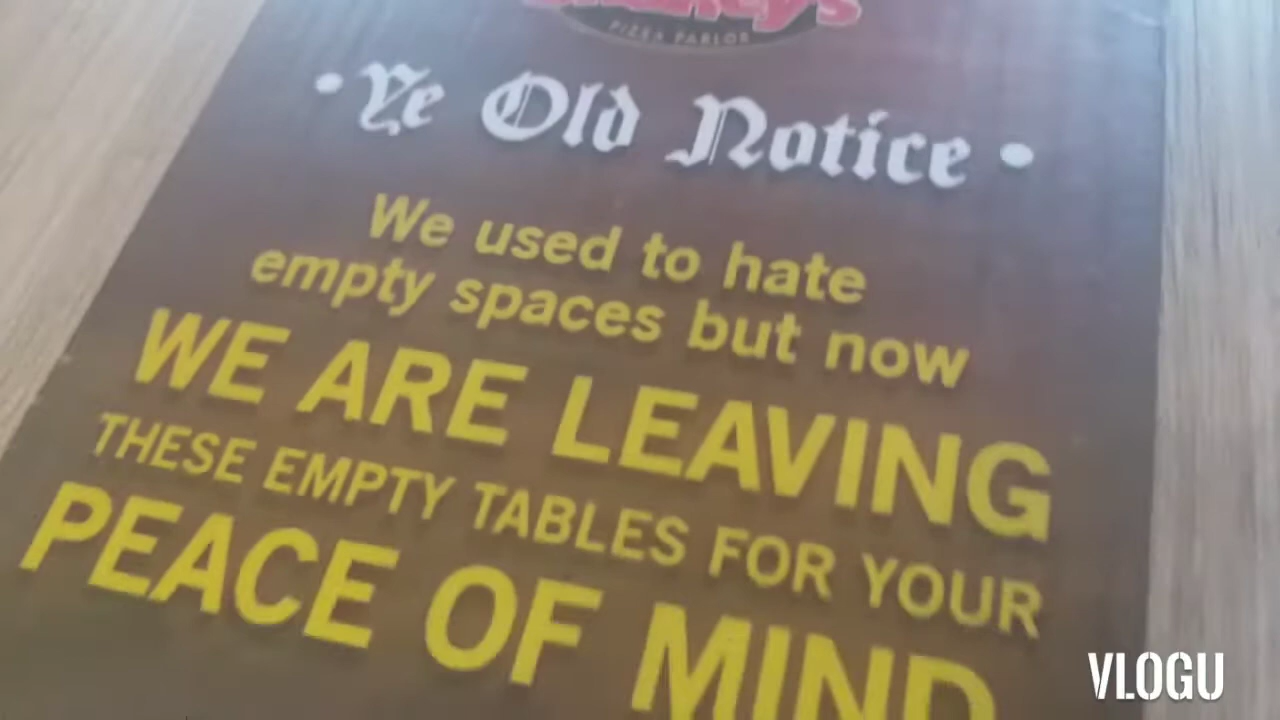 PIZZA PARLOR
• Ye Old Notice •
We used to hate
empty spaces but now
WE ARE LEAVING
THESE EMPTY TABLES FOR YOUR
PEACE OF MIND
VLOGU